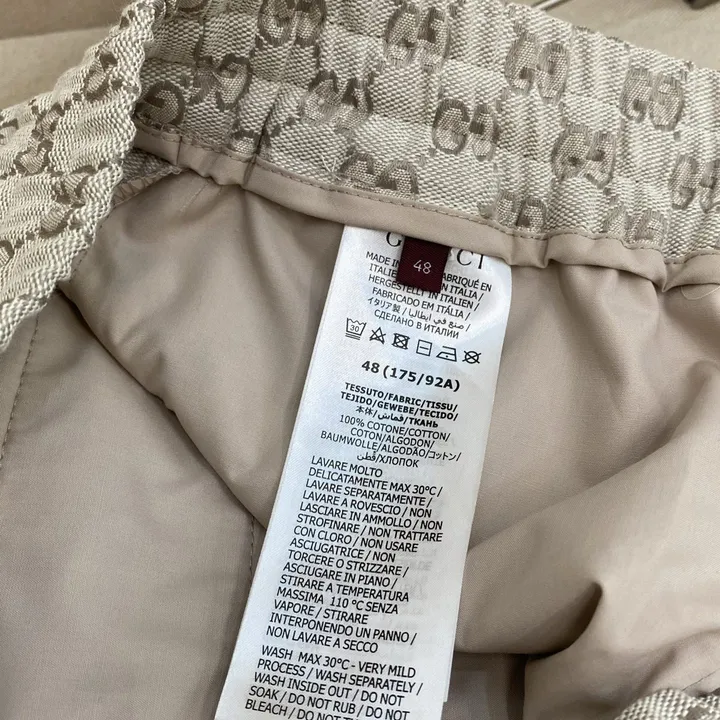 48
MADE IN FABRIQUÉ EN
ITALIE IN ITALIA/
HERGESTELLT IN ITALIEN/
FABRICADO EM ITÁLIA/
イタリア製/صنع في ايطاليا/
СДЕЛАНО В ИТАЛИИ
30
48 (175/92A)
TESSUTO/FABRIC/TISSU/
TEJIDO/GEWEBE/TECIDO/
本体/قماش/ТКАНЬ
100% COTONE/COTTON/
COTON/ALGODON/
BAUMWOLLE/ALGODÃO/コットン/
قطن/ХЛОПОК
LAVARE MOLTO
DELICATAMENTE MAX 30°C/
LAVARE SEPARATAMENTE/
LAVARE A ROVESCIO/NON
LASCIARE IN AMMOLLO/NON
STROFINARE/NON TRATTARE
CON CLORO/NON USARE
ASCIUGATRICE/NON
TORCERE O STRIZZARE/
ASCIUGARE IN PIANO/
STIRARE A TEMPERATURA
MASSIMA 110 °C SENZA
VAPORE/STIRARE
INTERPONENDO UN PANNO/
NON LAVARE A SECCO
WASH MAX 30°C - VERY MILD
PROCESS/WASH SEPARATELY/
WASH INSIDE OUT/DO NOT
SOAK/DO NOT RUB/DO NOT